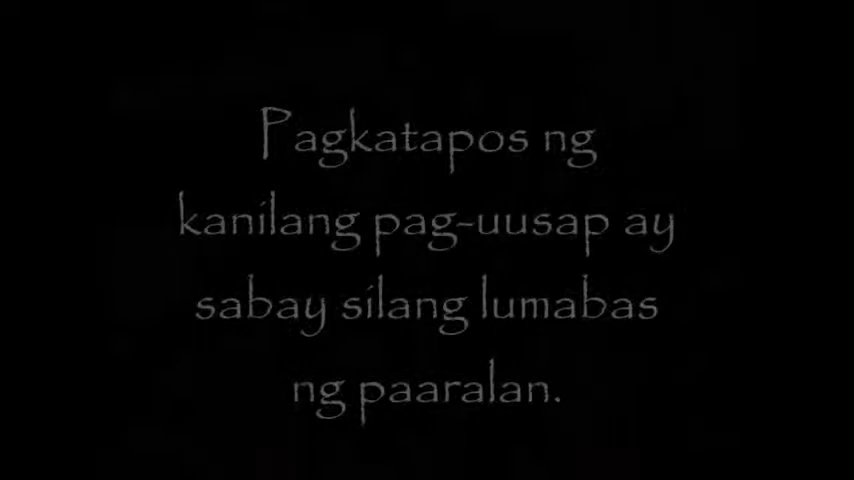 Pagkatapos ng
kanilang pag-uusap ay
sabay silang lumabas
ng paaralan.